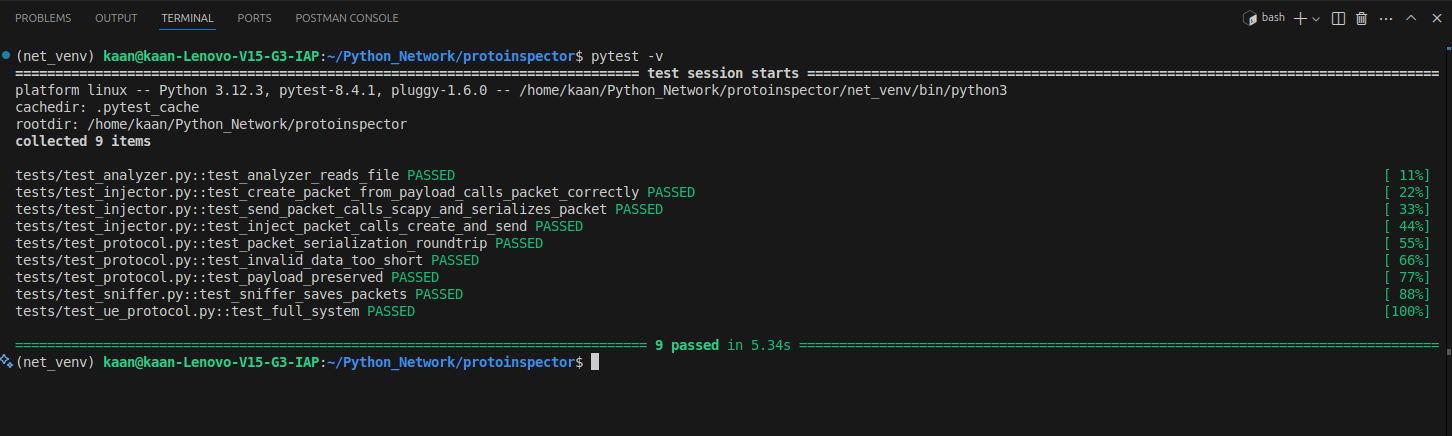 PROBLEMS OUTPUT TERMINAL PORTS POSTMAN CONSOLE bash
(net_venv) kaan@kaan-Lenovo-V15-G3-IAP:~/Python_Network/protoinspector$ pytest -v
============================== test session starts ==============================
platform linux -- Python 3.12.3, pytest-8.4.1, pluggy-1.6.0 -- /home/kaan/Python_Network/protoinspector/net_venv/bin/python3
cachedir: .pytest_cache
rootdir: /home/kaan/Python_Network/protoinspector
collected 9 items
tests/test_analyzer.py::test_analyzer_reads_file PASSED [ 11%]
tests/test_injector.py::test_create_packet_from_payload_calls_packet_correctly PASSED [ 22%]
tests/test_injector.py::test_send_packet_calls_scapy_and_serializes_packet PASSED [ 33%]
tests/test_injector.py::test_inject_packet_calls_create_and_send PASSED [ 44%]
tests/test_protocol.py::test_packet_serialization_roundtrip PASSED [ 55%]
tests/test_protocol.py::test_invalid_data_too_short PASSED [ 66%]
tests/test_protocol.py::test_payload_preserved PASSED [ 77%]
tests/test_sniffer.py::test_sniffer_saves_packets PASSED [ 88%]
tests/test_ue_protocol.py::test_full_system PASSED [100%]
============================== 9 passed in 5.34s ==============================
(net_venv) kaan@kaan-Lenovo-V15-G3-IAP:~/Python_Network/protoinspector$